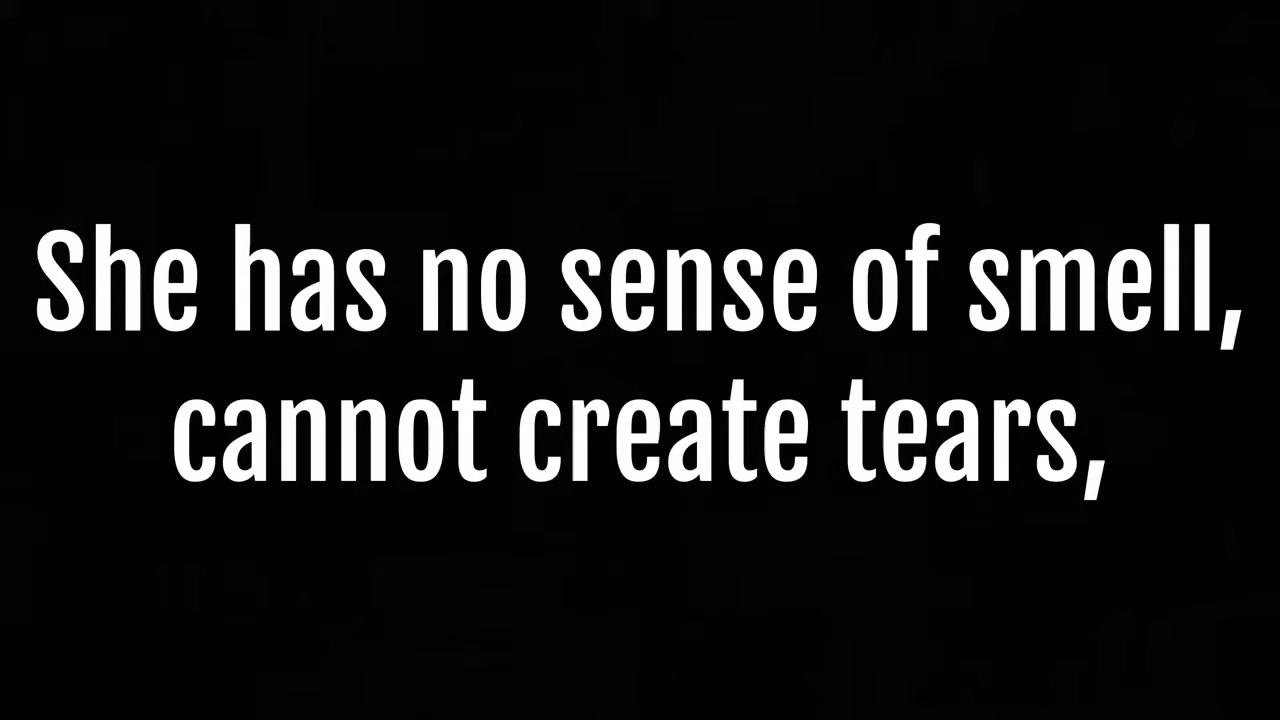 She has no sense of smell,
cannot create tears,